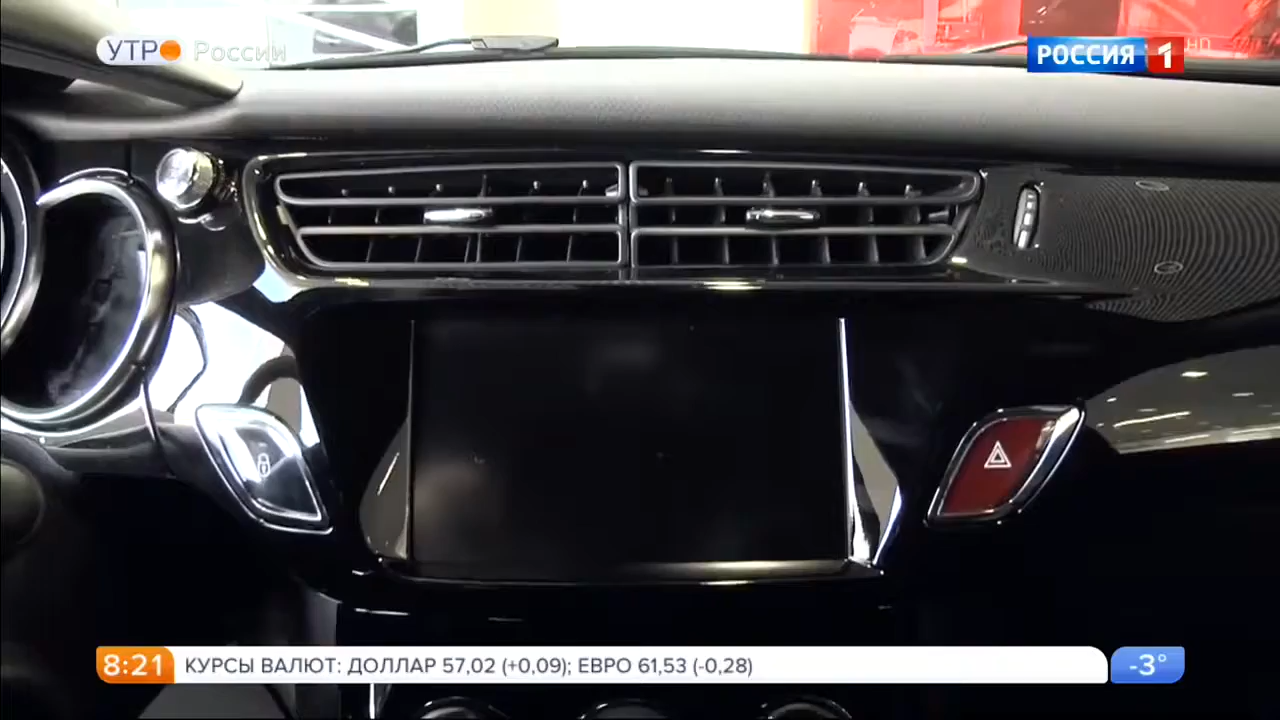 УТРО России
РОССИЯ 1 HD
8:21 КУРСЫ ВАЛЮТ: ДОЛЛАР 57,02 (+0,09); ЕВРО 61,53 (-0,28) -3°